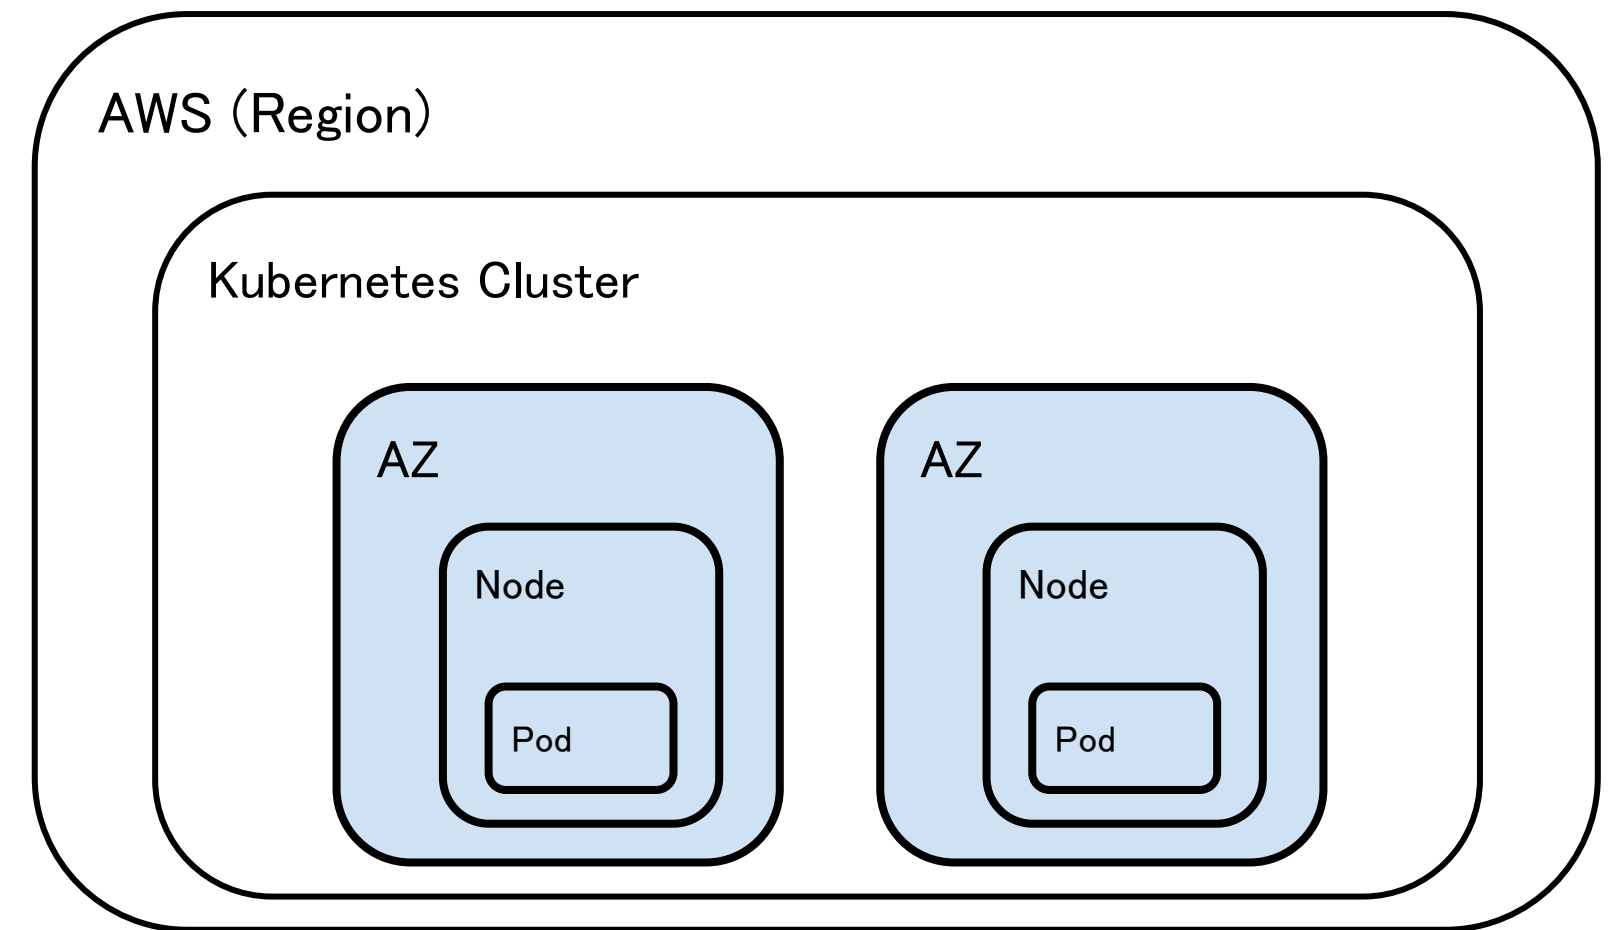 AWS (Region)
Kubernetes Cluster
AZ
AZ
Node
Node
Pod
Pod